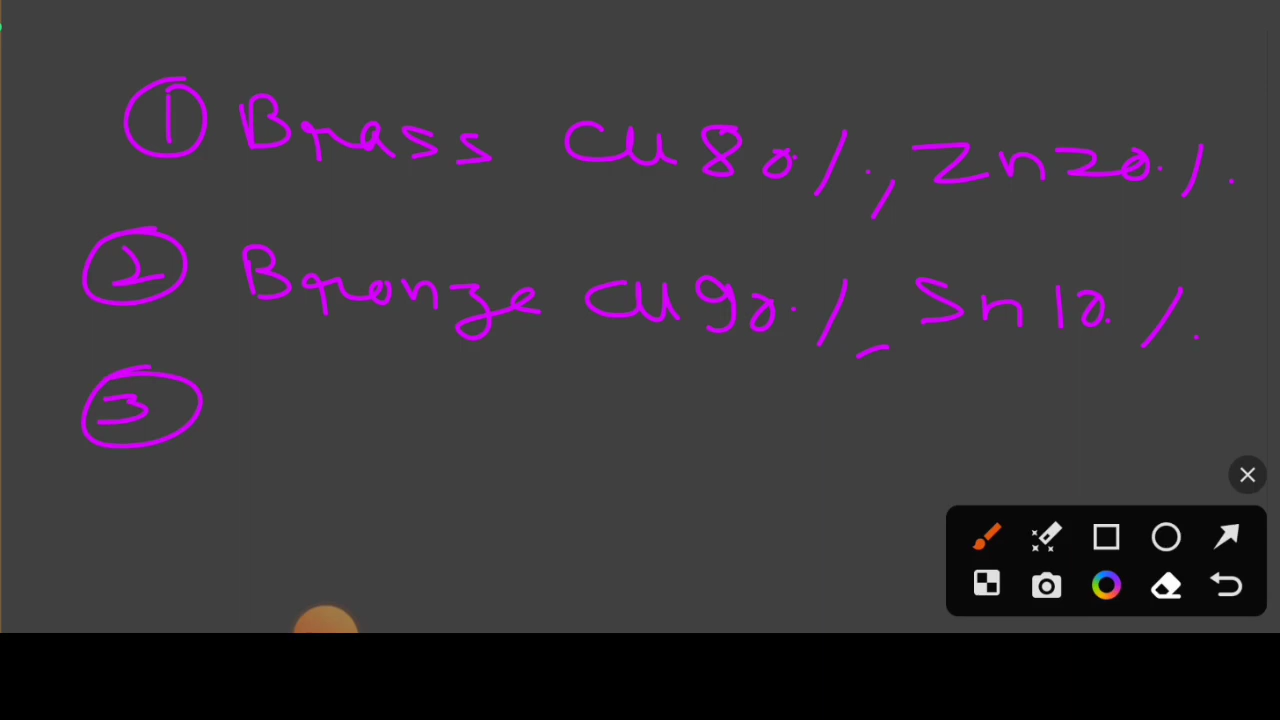 ① Brass Cu 80%, Zn 20%.
② Bronze Cu 90%, Sn 10%.
③